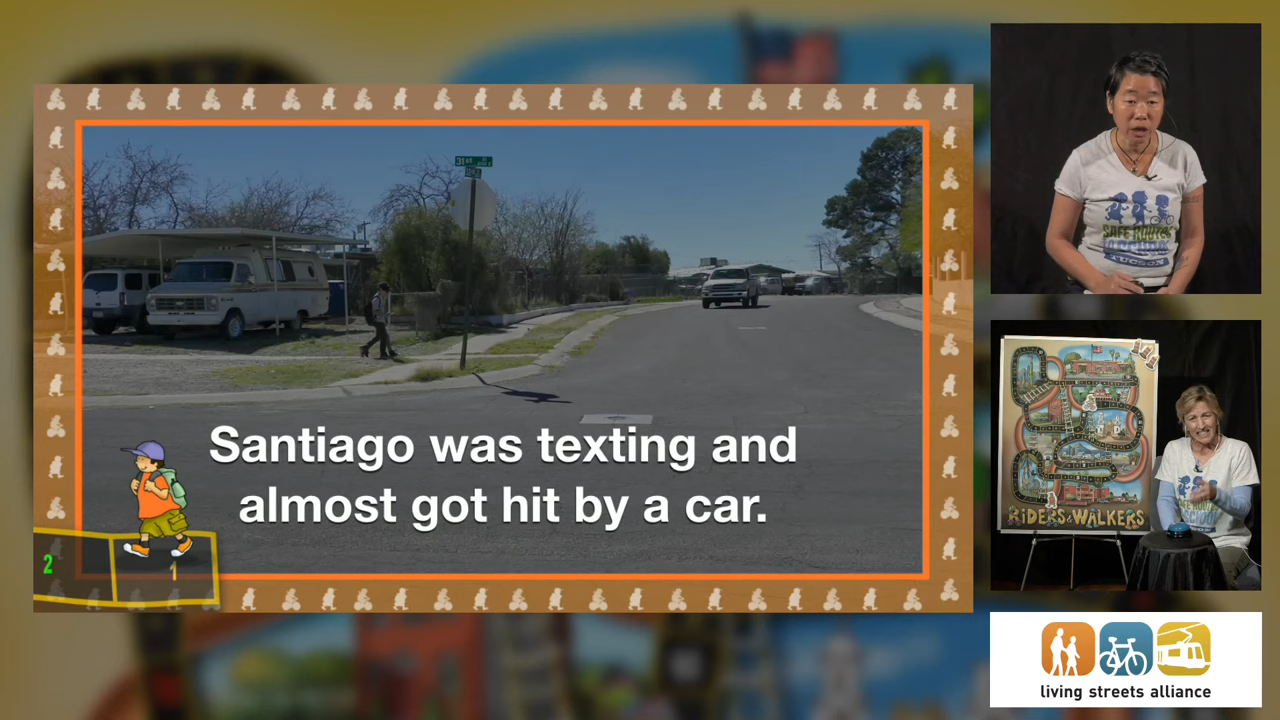 31ST
Santiago was texting and
almost got hit by a car.
2
1
SAFE ROUTES
TUCSON
RIDERS & WALKERS
living streets alliance